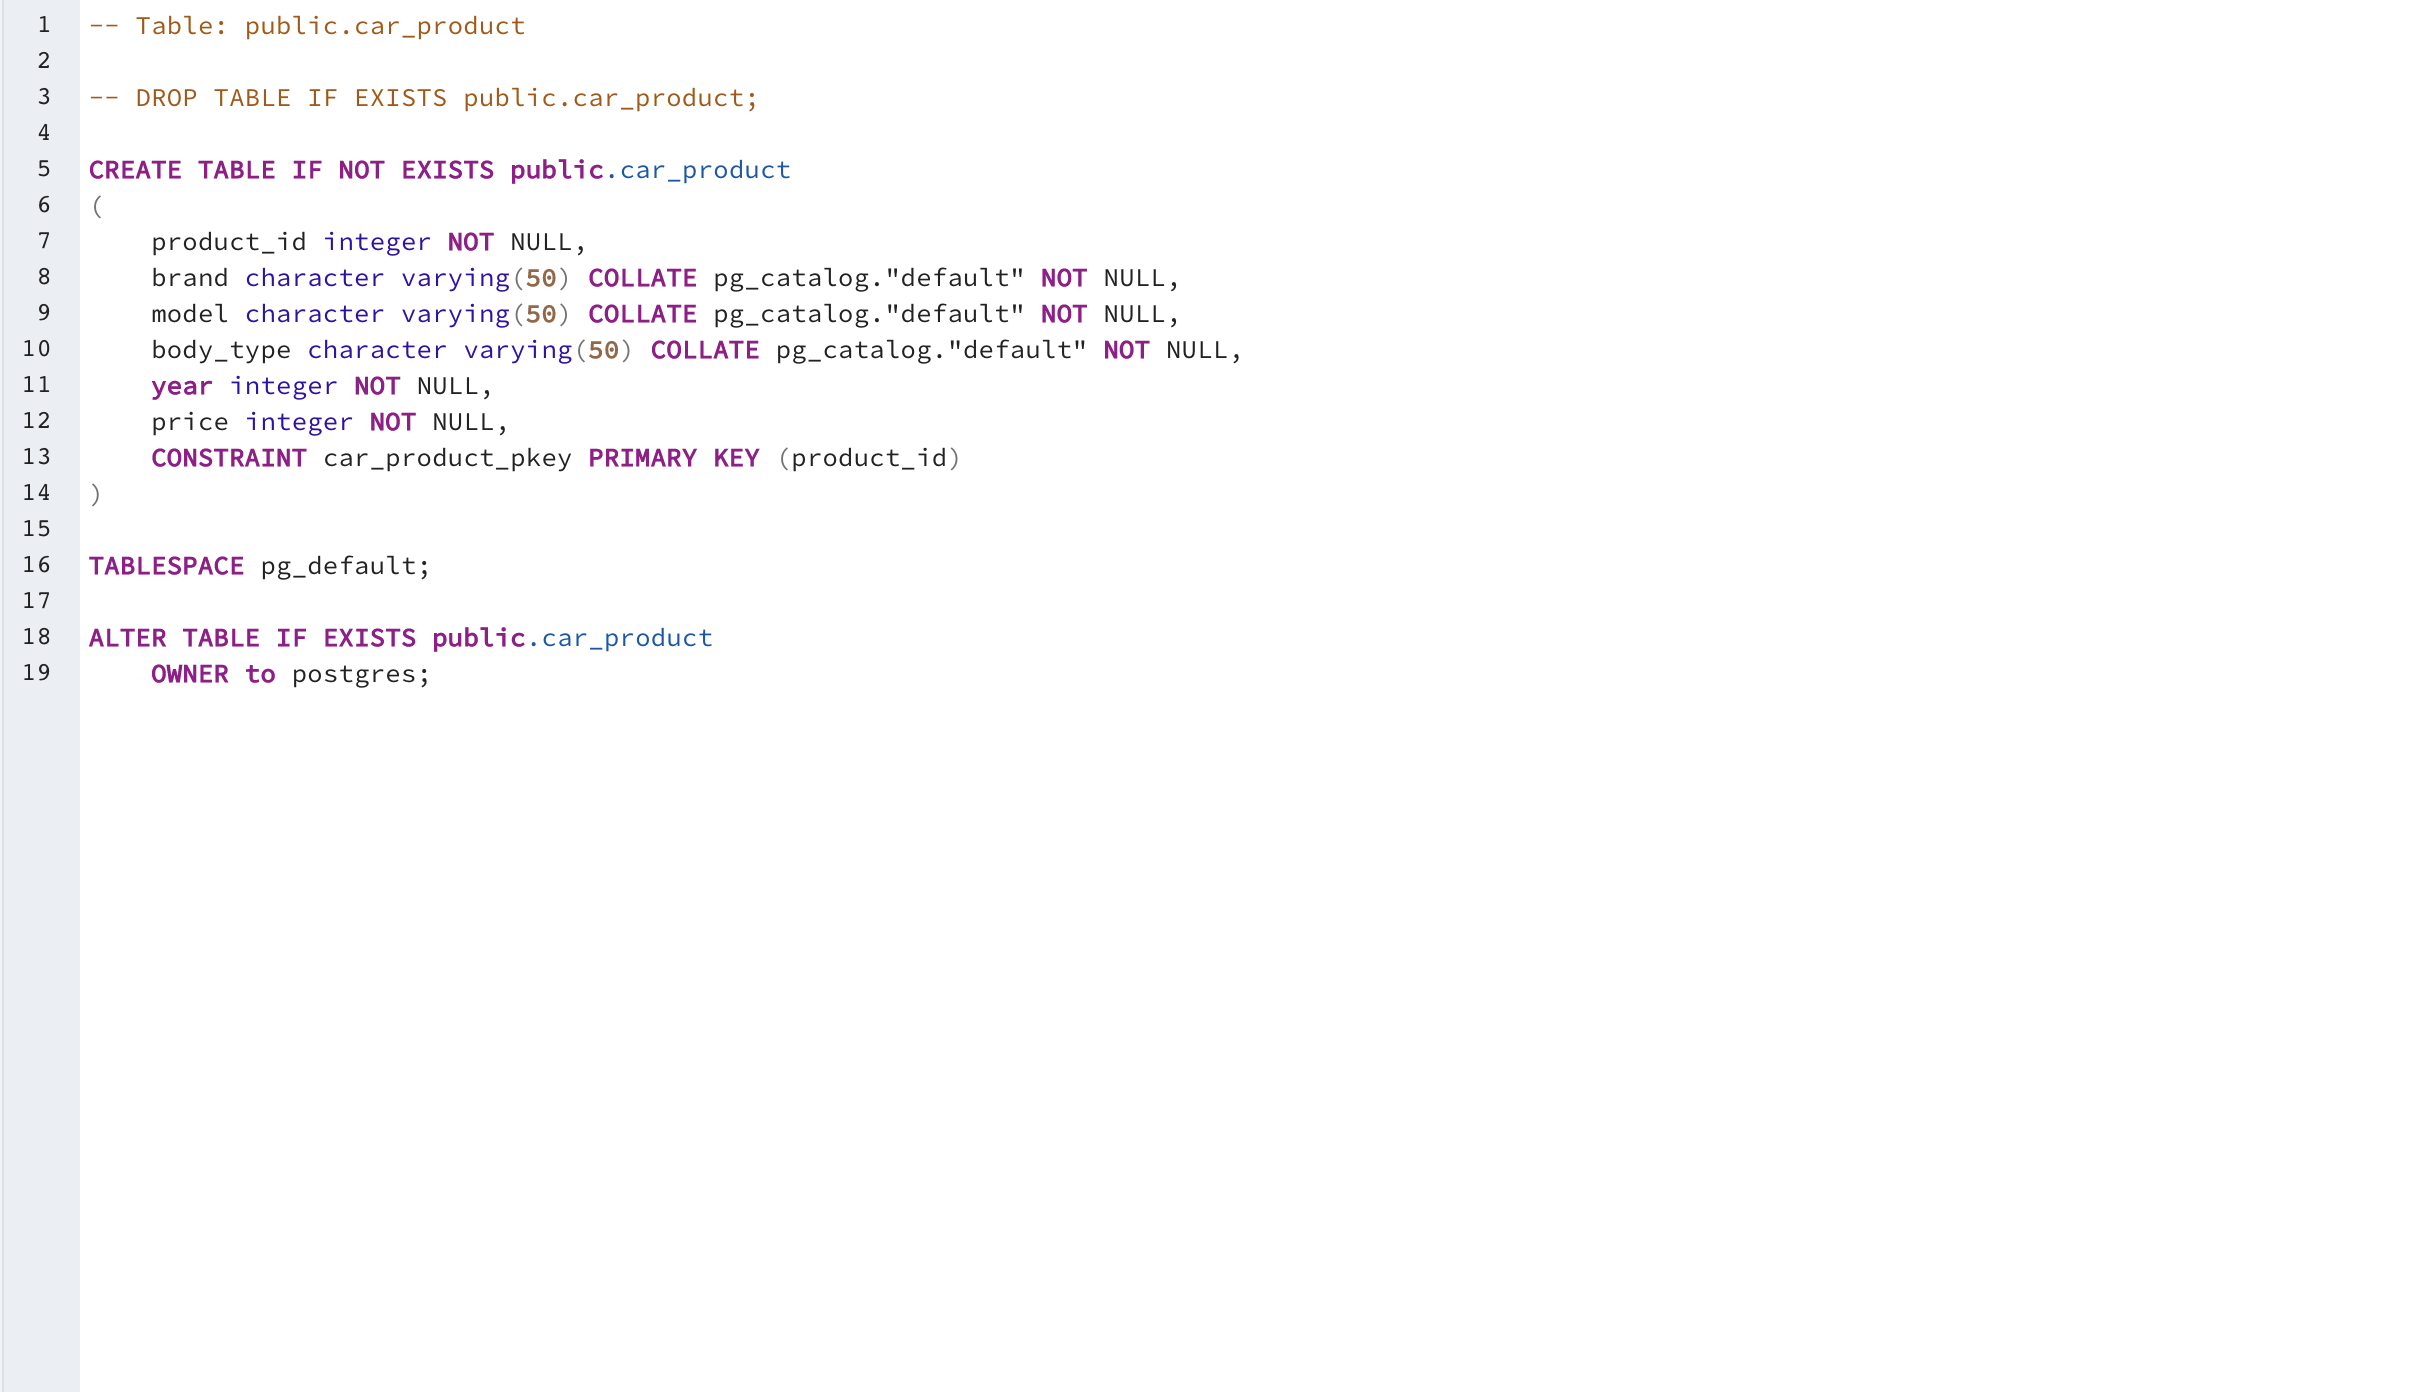 1 -- Table: public.car_product
2
3 -- DROP TABLE IF EXISTS public.car_product;
4
5 CREATE TABLE IF NOT EXISTS public.car_product
6 (
7     product_id integer NOT NULL,
8     brand character varying(50) COLLATE pg_catalog."default" NOT NULL,
9     model character varying(50) COLLATE pg_catalog."default" NOT NULL,
10     body_type character varying(50) COLLATE pg_catalog."default" NOT NULL,
11     year integer NOT NULL,
12     price integer NOT NULL,
13     CONSTRAINT car_product_pkey PRIMARY KEY (product_id)
14 )
15
16 TABLESPACE pg_default;
17
18 ALTER TABLE IF EXISTS public.car_product
19     OWNER to postgres;